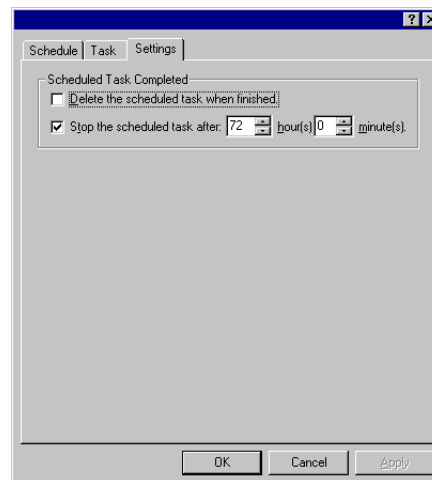 Schedule Task Settings
Scheduled Task Completed
Delete the scheduled task when finished.
Stop the scheduled task after: 72 hour(s) 0 minute(s).
OK Cancel Apply